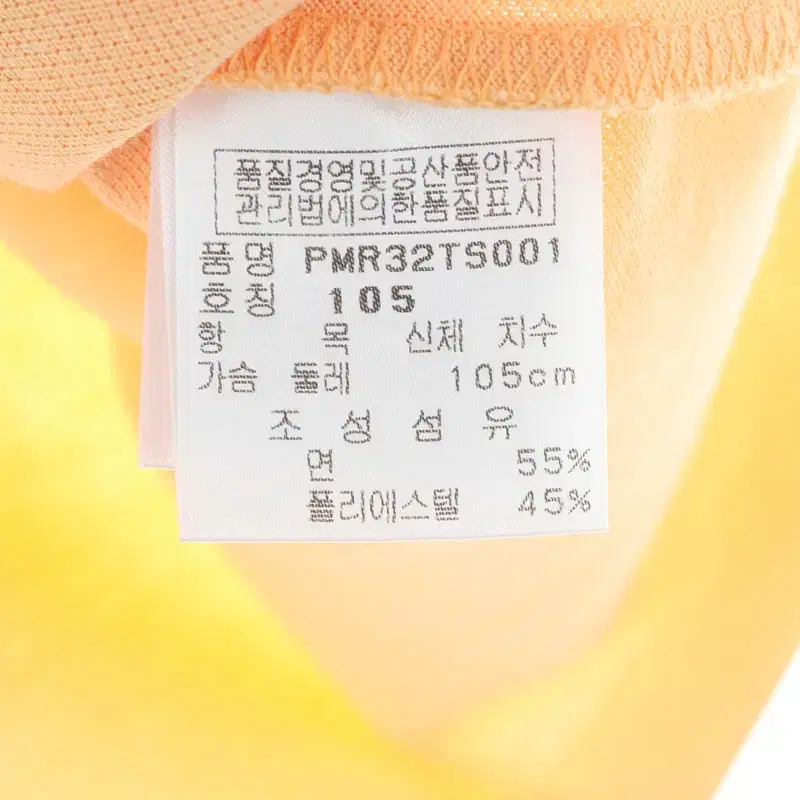 품질경영및공산품안전
관리법에의한품질표시
품 명 PMR32TS001
호 칭 105
항 목 신체 치수
가슴 둘레 105cm
조 성 섬 유
면 55%
폴리에스텔 45%